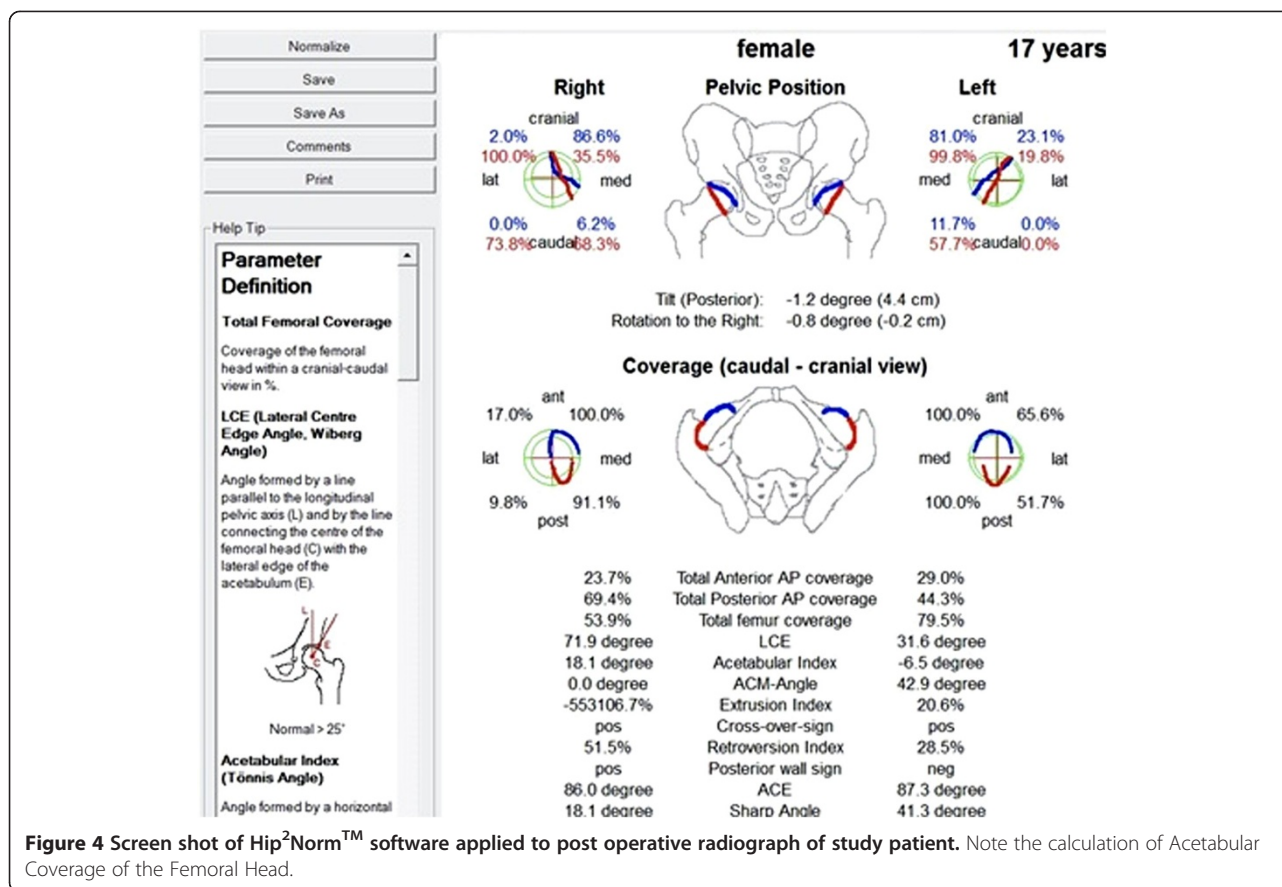 Normalize
Save
Save As
Comments
Print
Help Tip
Parameter
Definition
Total Femoral Coverage
Coverage of the femoral
head within a cranial-caudal
view in %.
LCE (Lateral Centre
Edge Angle, Wiberg
Angle)
Angle formed by a line
parallel to the longitudinal
pelvic axis (L) and by the line
connecting the centre of the
femoral head (C) with the
lateral edge of the
acetabulum (E).
L
E
C
Normal > 25°
Acetabular Index
(Tönnis Angle)
Angle formed by a horizontal
female 17 years
Right Pelvic Position Left
cranial cranial
2.0% 86.6% 81.0% 23.1%
100.0% 35.5% 99.8% 19.8%
lat med med lat
0.0% 6.2% 11.7% 0.0%
73.8% caudal 68.3% 57.7% caudal 0.0%
Tilt (Posterior): -1.2 degree (4.4 cm)
Rotation to the Right: -0.8 degree (-0.2 cm)
Coverage (caudal - cranial view)
ant ant
17.0% 100.0% 100.0% 65.6%
lat med med lat
9.8% 91.1% 100.0% 51.7%
post post
23.7% Total Anterior AP coverage 29.0%
69.4% Total Posterior AP coverage 44.3%
53.9% Total femur coverage 79.5%
71.9 degree LCE 31.6 degree
18.1 degree Acetabular Index -6.5 degree
0.0 degree ACM-Angle 42.9 degree
-553106.7% Extrusion Index 20.6%
pos Cross-over-sign pos
51.5% Retroversion Index 28.5%
pos Posterior wall sign neg
86.0 degree ACE 87.3 degree
18.1 degree Sharp Angle 41.3 degree
Figure 4 Screen shot of Hip²Norm™ software applied to post operative radiograph of study patient. Note the calculation of Acetabular
Coverage of the Femoral Head.